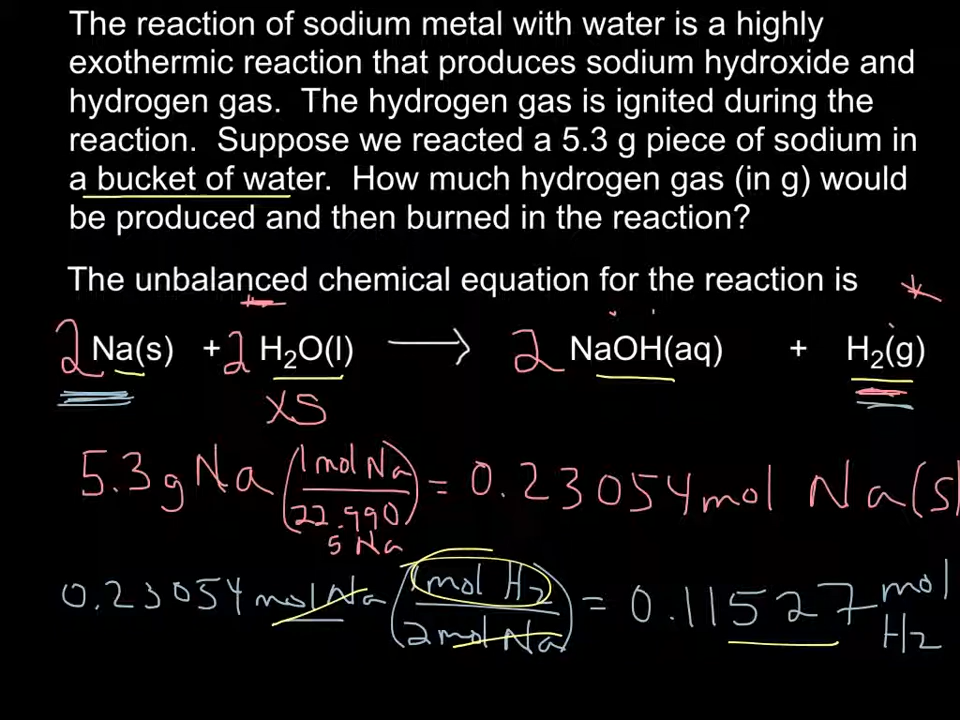 The reaction of sodium metal with water is a highly
exothermic reaction that produces sodium hydroxide and
hydrogen gas. The hydrogen gas is ignited during the
reaction. Suppose we reacted a 5.3 g piece of sodium in
a bucket of water. How much hydrogen gas (in g) would
be produced and then burned in the reaction?
The unbalanced chemical equation for the reaction is
2 Na(s) + 2 H₂O(l) → 2 NaOH(aq) + H₂(g)
XS
5.3 g Na (1 mol Na / 22.990 g Na) = 0.23054 mol Na(s)
0.23054 mol Na (1 mol H₂ / 2 mol Na) = 0.11527 mol H₂